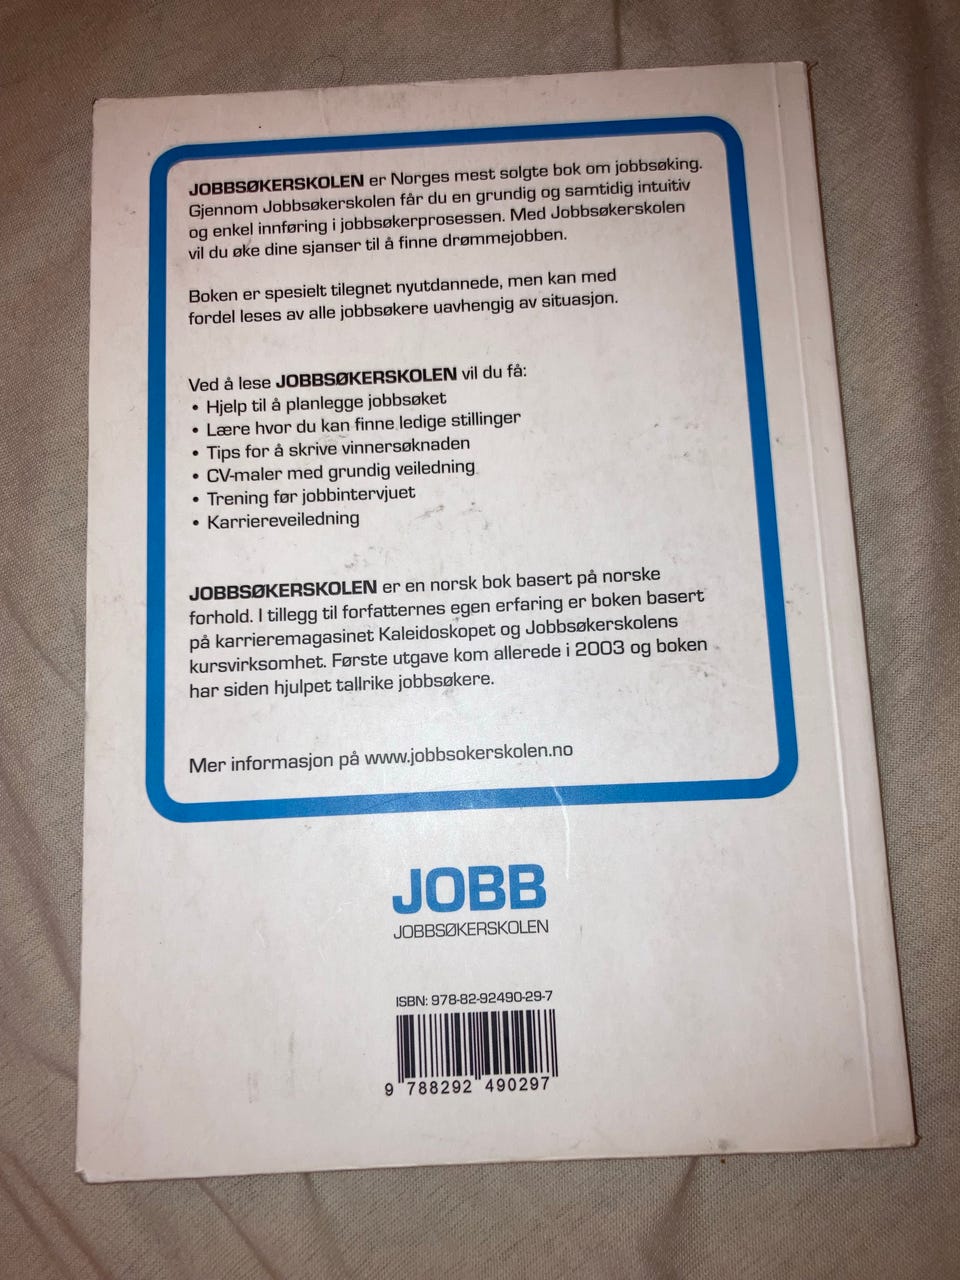 JOBBSØKERSKOLEN er Norges mest solgte bok om jobbsøking.
Gjennom Jobbsøkerskolen får du en grundig og samtidig intuitiv
og enkel innføring i jobbsøkerprosessen. Med Jobbsøkerskolen
vil du øke dine sjanser til å finne drømmejobben.
Boken er spesielt tilegnet nyutdannede, men kan med
fordel leses av alle jobbsøkere uavhengig av situasjon.
Ved å lese JOBBSØKERSKOLEN vil du få:
• Hjelp til å planlegge jobbsøket
• Lære hvor du kan finne ledige stillinger
• Tips for å skrive vinnersøknaden
• CV-maler med grundig veiledning
• Trening før jobbintervjuet
• Karriereveiledning
JOBBSØKERSKOLEN er en norsk bok basert på norske
forhold. I tillegg til forfatternes egen erfaring er boken basert
på karrieremagasinet Kaleidoskopet og Jobbsøkerskolens
kursvirksomhet. Første utgave kom allerede i 2003 og boken
har siden hjulpet tallrike jobbsøkere.
Mer informasjon på www.jobbsokerskolen.no
JOBB
JOBBSØKERSKOLEN
ISBN: 978-82-92490-29-7
9 788292 490297